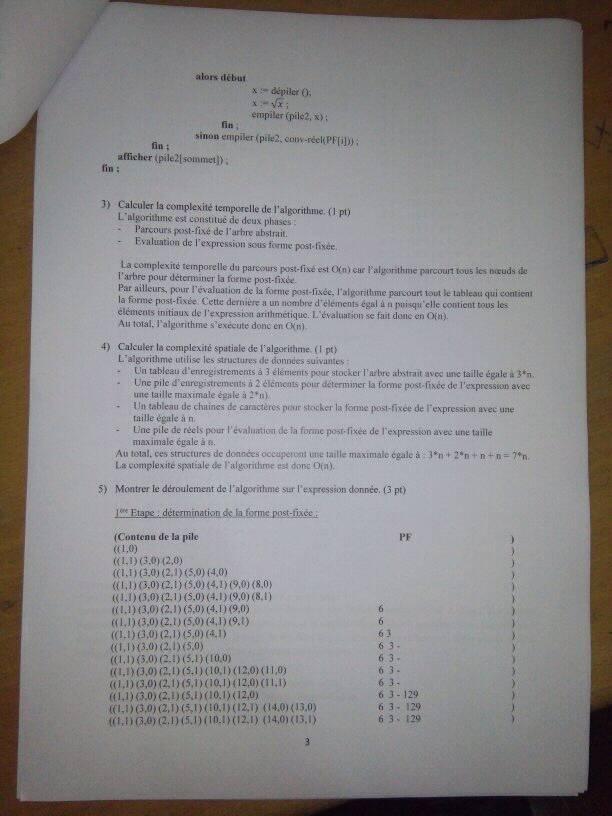 alors début
x := dépiler ();
x := √x ;
empiler (pile2, x) ;
fin ;
sinon empiler (pile2, conv-réel(PF[i])) ;
fin ;
afficher (pile2[sommet]) ;
fin ;
3) Calculer la complexité temporelle de l'algorithme. (1 pt)
L'algorithme est constitué de deux phases :
- Parcours post-fixé de l'arbre abstrait.
- Evaluation de l'expression sous forme post-fixée.
La complexité temporelle du parcours post-fixé est O(n) car l'algorithme parcourt tous les nœuds de
l'arbre pour déterminer la forme post-fixée.
Par ailleurs, pour l'évaluation de la forme post-fixée, l'algorithme parcourt tout le tableau qui contient
la forme post-fixée. Cette dernière a un nombre d'éléments égal à n puisqu'elle contient tous les
éléments initiaux de l'expression arithmétique. L'évaluation se fait donc en O(n).
Au total, l'algorithme s'exécute donc en O(n).
4) Calculer la complexité spatiale de l'algorithme. (1 pt)
L'algorithme utilise les structures de données suivantes :
- Un tableau d'enregistrements à 3 éléments pour stocker l'arbre abstrait avec une taille égale à 3*n.
- Une pile d'enregistrements à 2 éléments pour déterminer la forme post-fixée de l'expression avec
une taille maximale égale à 2*n).
- Un tableau de chaines de caractères pour stocker la forme post-fixée de l'expression avec une
taille égale à n.
- Une pile de réels pour l'évaluation de la forme post-fixée de l'expression avec une taille
maximale égale à n.
Au total, ces structures de données occuperont une taille maximale égale à : 3*n + 2*n + n + n = 7*n.
La complexité spatiale de l'algorithme est donc O(n).
5) Montrer le déroulement de l'algorithme sur l'expression donnée. (3 pt)
1ère Etape : détermination de la forme post-fixée :
(Contenu de la pile PF )
((1,0) )
((1,1) (3,0) (2,0) )
((1,1) (3,0) (2,1) (5,0) (4,0) )
((1,1) (3,0) (2,1) (5,0) (4,1) (9,0) (8,0) )
((1,1) (3,0) (2,1) (5,0) (4,1) (9,0) (8,1) )
((1,1) (3,0) (2,1) (5,0) (4,1) (9,0) 6 )
((1,1) (3,0) (2,1) (5,0) (4,1) (9,1) 6 )
((1,1) (3,0) (2,1) (5,0) (4,1) 6 3 )
((1,1) (3,0) (2,1) (5,0) 6 3 - )
((1,1) (3,0) (2,1) (5,1) (10,0) 6 3 - )
((1,1) (3,0) (2,1) (5,1) (10,1) (12,0) (11,0) 6 3 - )
((1,1) (3,0) (2,1) (5,1) (10,1) (12,0) (11,1) 6 3 - )
((1,1) (3,0) (2,1) (5,1) (10,1) (12,0) 6 3 - 129 )
((1,1) (3,0) (2,1) (5,1) (10,1) (12,1) (14,0) (13,0) 6 3 - 129 )
((1,1) (3,0) (2,1) (5,1) (10,1) (12,1) (14,0) (13,1) 6 3 - 129 )
3